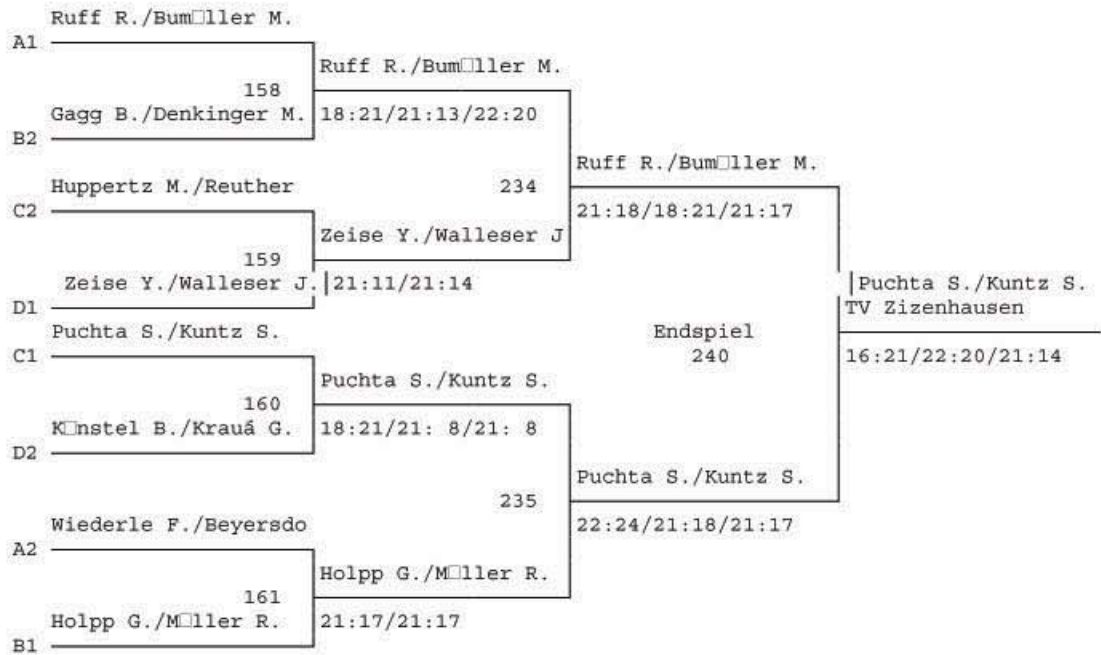 Ruff R./Bum□ller M.
A1
Ruff R./Bum□ller M.
158
Gagg B./Denkinger M.
18:21/21:13/22:20
B2
Ruff R./Bum□ller M.
Huppertz M./Reuther
234
C2
21:18/18:21/21:17
Zeise Y./Walleser J
159
Zeise Y./Walleser J.
21:11/21:14
Puchta S./Kuntz S.
D1
TV Zizenhausen
Puchta S./Kuntz S.
Endspiel
C1
240
16:21/22:20/21:14
Puchta S./Kuntz S.
160
K□nstel B./Krauá G.
18:21/21: 8/21: 8
D2
Puchta S./Kuntz S.
235
Wiederle F./Beyersdo
22:24/21:18/21:17
A2
Holpp G./M□ller R.
161
Holpp G./M□ller R.
21:17/21:17
B1